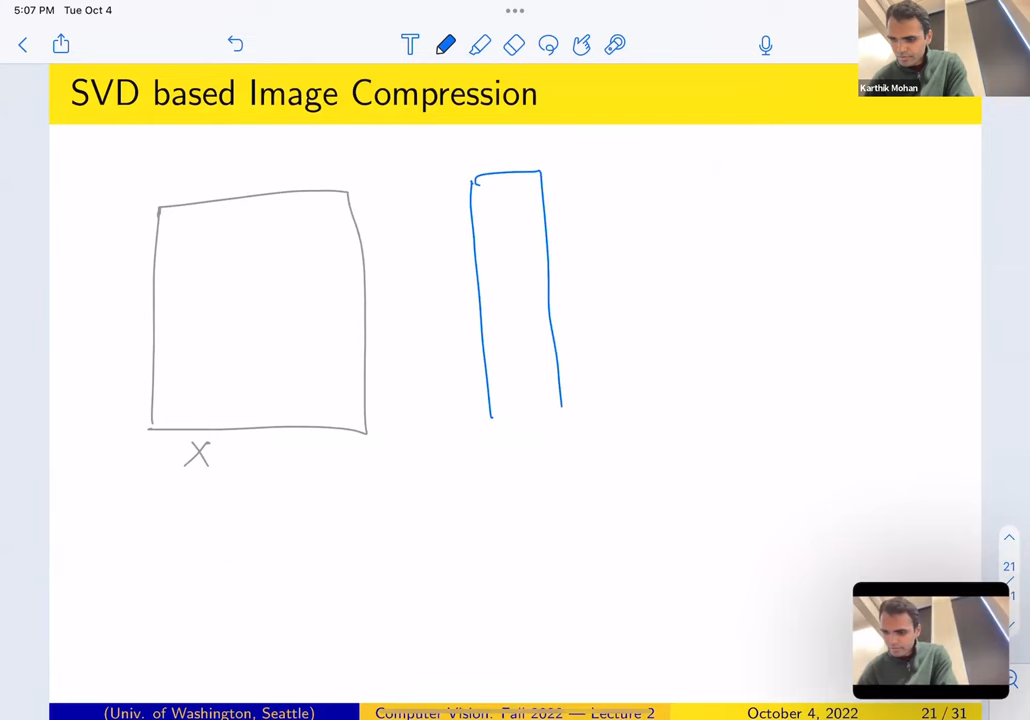 5:07 PM Tue Oct 4
T
Karthik Mohan
SVD based Image Compression
X
21
(Univ. of Washington, Seattle)
Computer Vision: Fall 2022 — Lecture 2
October 4, 2022
21 / 31